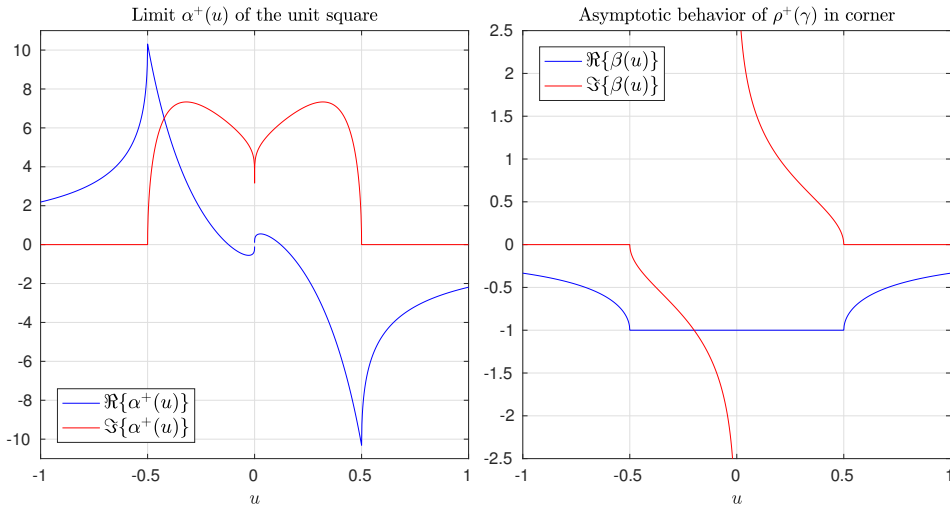 Limit α⁺(u) of the unit square
10
8
6
4
2
0
-2
-4
-6
-8
-10
ℜ{α⁺(u)}
ℑ{α⁺(u)}
-1 -0.5 0 0.5 1
u
Asymptotic behavior of ρ⁺(γ) in corner
2.5
2
1.5
1
0.5
0
-0.5
-1
-1.5
-2
-2.5
ℜ{β(u)}
ℑ{β(u)}
-1 -0.5 0 0.5 1
u